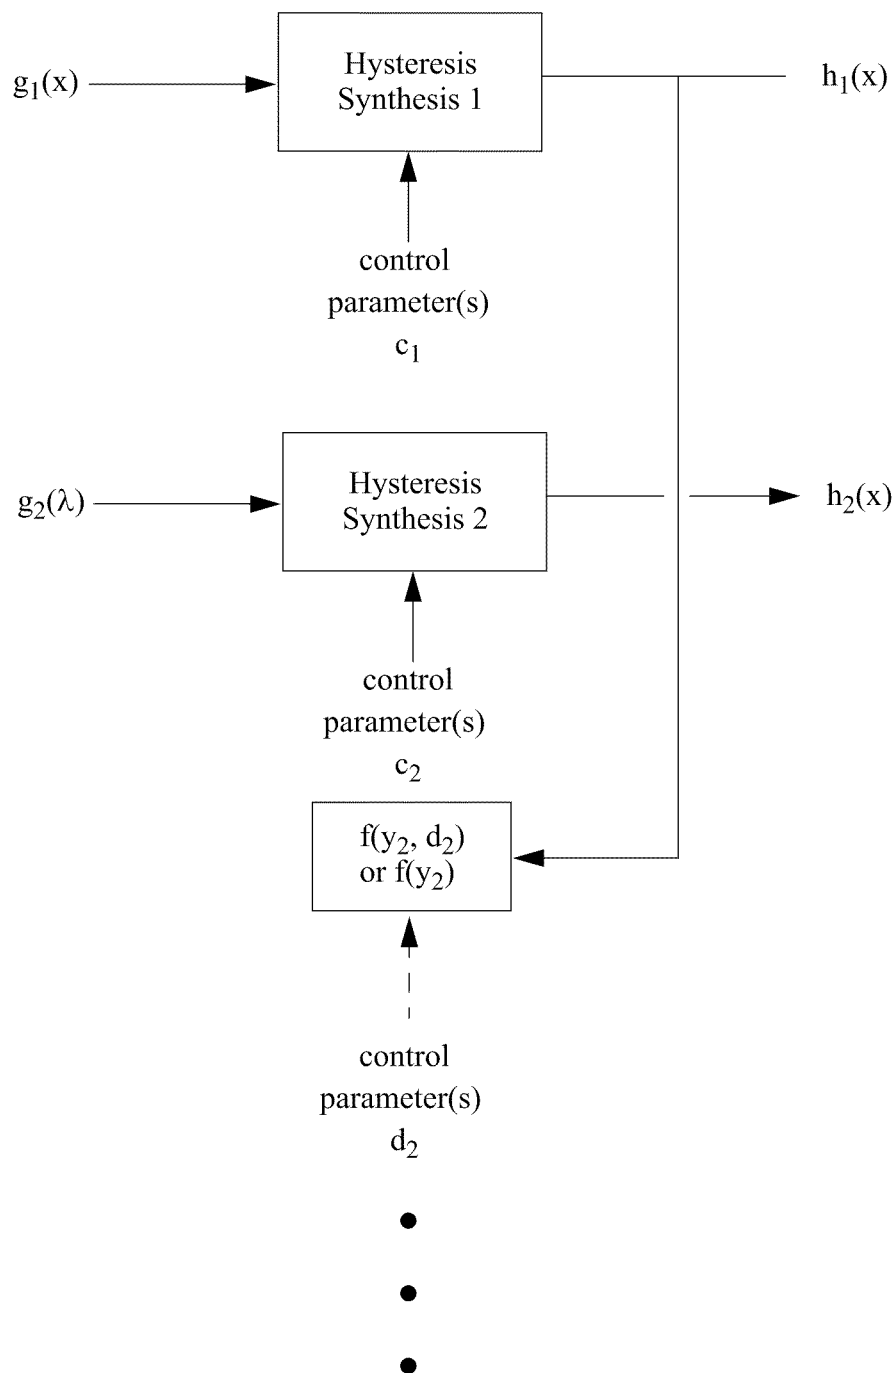 g₁(x)
Hysteresis
Synthesis 1
h₁(x)
control
parameter(s)
c₁
g₂(λ)
Hysteresis
Synthesis 2
h₂(x)
control
parameter(s)
c₂
f(y₂, d₂)
or f(y₂)
control
parameter(s)
d₂